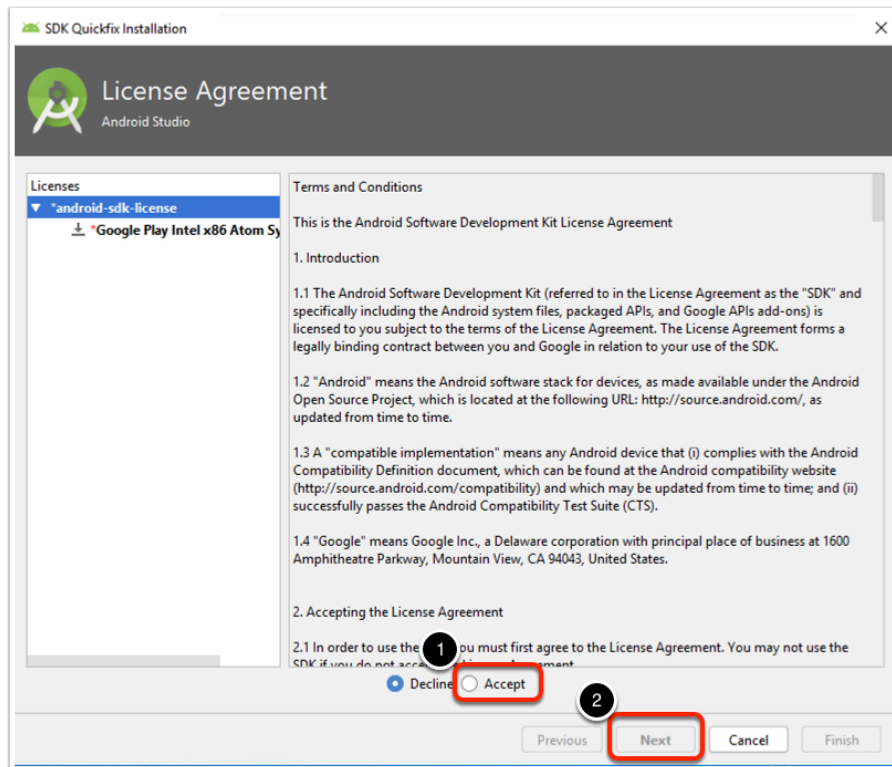 SDK Quickfix Installation
License Agreement
Android Studio
Licenses
*android-sdk-license
*Google Play Intel x86 Atom Sy
Terms and Conditions
This is the Android Software Development Kit License Agreement
1. Introduction
1.1 The Android Software Development Kit (referred to in the License Agreement as the "SDK" and
specifically including the Android system files, packaged APIs, and Google APIs add-ons) is
licensed to you subject to the terms of the License Agreement. The License Agreement forms a
legally binding contract between you and Google in relation to your use of the SDK.
1.2 "Android" means the Android software stack for devices, as made available under the Android
Open Source Project, which is located at the following URL: http://source.android.com/, as
updated from time to time.
1.3 A "compatible implementation" means any Android device that (i) complies with the Android
Compatibility Definition document, which can be found at the Android compatibility website
(http://source.android.com/compatibility) and which may be updated from time to time; and (ii)
successfully passes the Android Compatibility Test Suite (CTS).
1.4 "Google" means Google Inc., a Delaware corporation with principal place of business at 1600
Amphitheatre Parkway, Mountain View, CA 94043, United States.
2. Accepting the License Agreement
2.1 In order to use the ou must first agree to the License Agreement. You may not use the
SDK if you do not
1
Decline Accept
2
Previous Next Cancel Finish